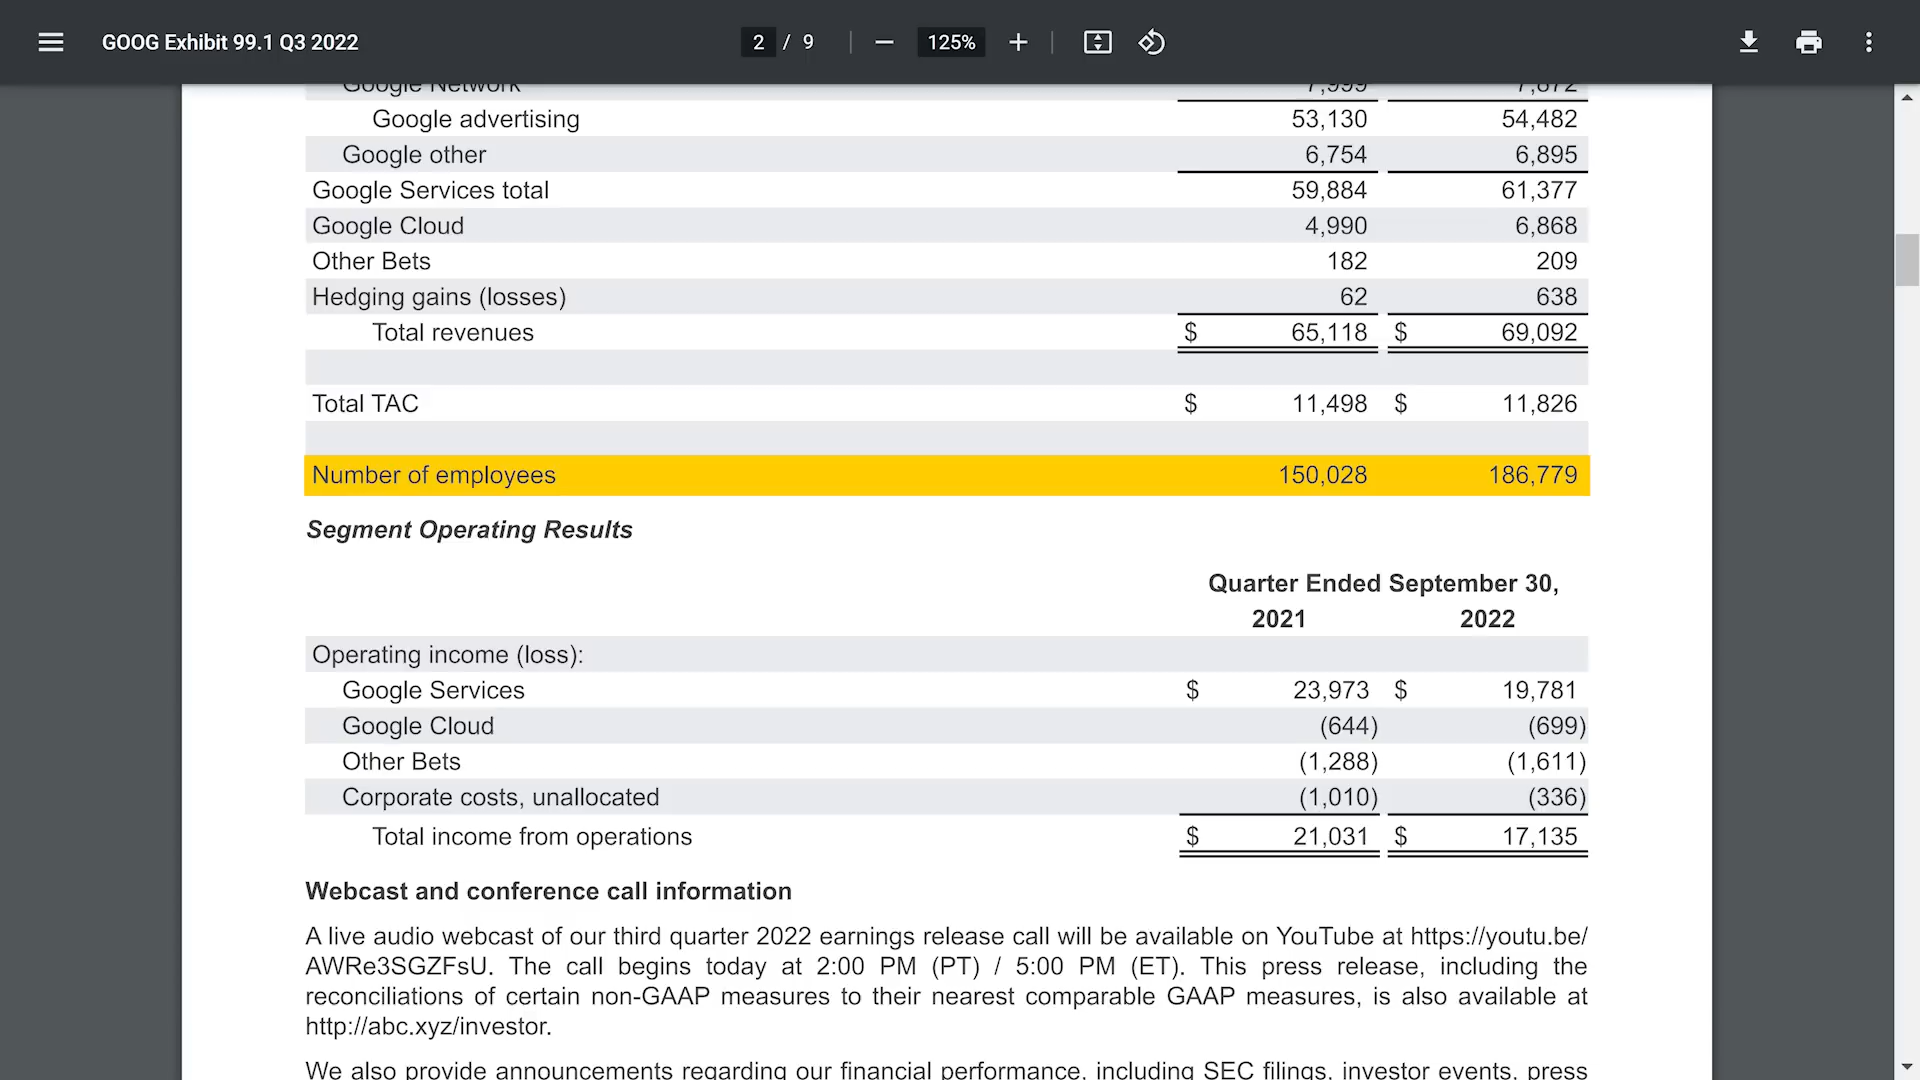 GOOG Exhibit 99.1 Q3 2022 2 / 9 125%
Google Network 7,999 7,872
Google advertising 53,130 54,482
Google other 6,754 6,895
Google Services total 59,884 61,377
Google Cloud 4,990 6,868
Other Bets 182 209
Hedging gains (losses) 62 638
Total revenues $ 65,118 $ 69,092
Total TAC $ 11,498 $ 11,826
Number of employees 150,028 186,779
Segment Operating Results
Quarter Ended September 30,
2021 2022
Operating income (loss):
Google Services $ 23,973 $ 19,781
Google Cloud (644) (699)
Other Bets (1,288) (1,611)
Corporate costs, unallocated (1,010) (336)
Total income from operations $ 21,031 $ 17,135
Webcast and conference call information
A live audio webcast of our third quarter 2022 earnings release call will be available on YouTube at https://youtu.be/
AWRe3SGZFsU. The call begins today at 2:00 PM (PT) / 5:00 PM (ET). This press release, including the
reconciliations of certain non-GAAP measures to their nearest comparable GAAP measures, is also available at
http://abc.xyz/investor.
We also provide announcements regarding our financial performance, including SEC filings, investor events, press